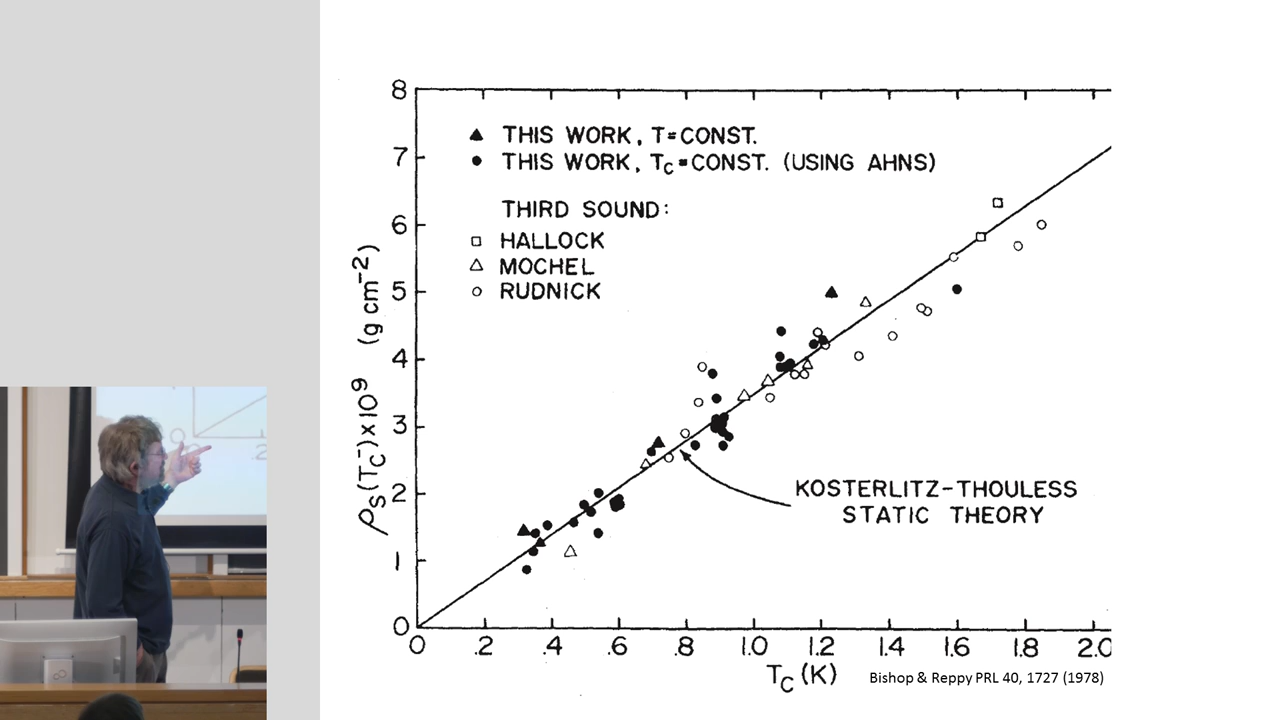 8
7
6
5
4
3
2
1
0
ρS(TC⁻)×10⁹ (g cm⁻²)
▲ THIS WORK, T=CONST.
● THIS WORK, TC=CONST. (USING AHNS)
THIRD SOUND:
□ HALLOCK
△ MOCHEL
○ RUDNICK
KOSTERLITZ-THOULESS
STATIC THEORY
0 .2 .4 .6 .8 1.0 1.2 1.4 1.6 1.8 2.0
TC (K)
Bishop & Reppy PRL 40, 1727 (1978)